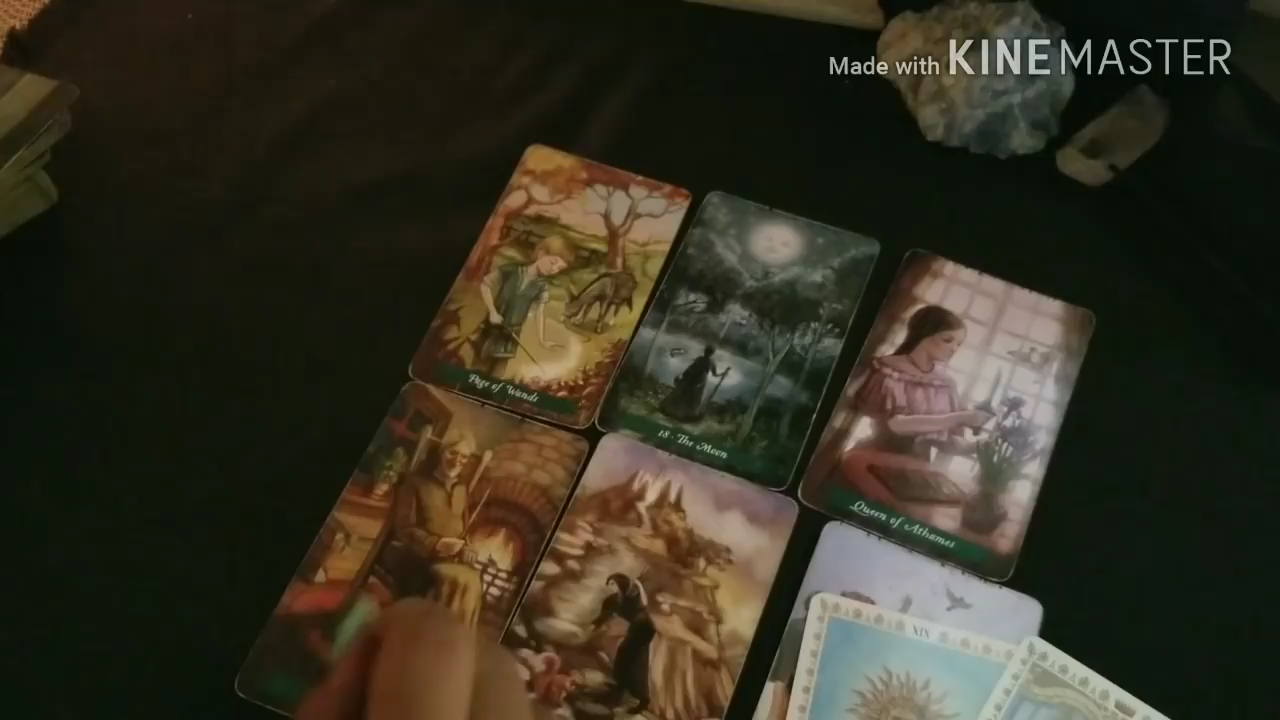 Made with KINEMASTER
Page of Wands
18 - The Moon
Queen of Athames
XIX